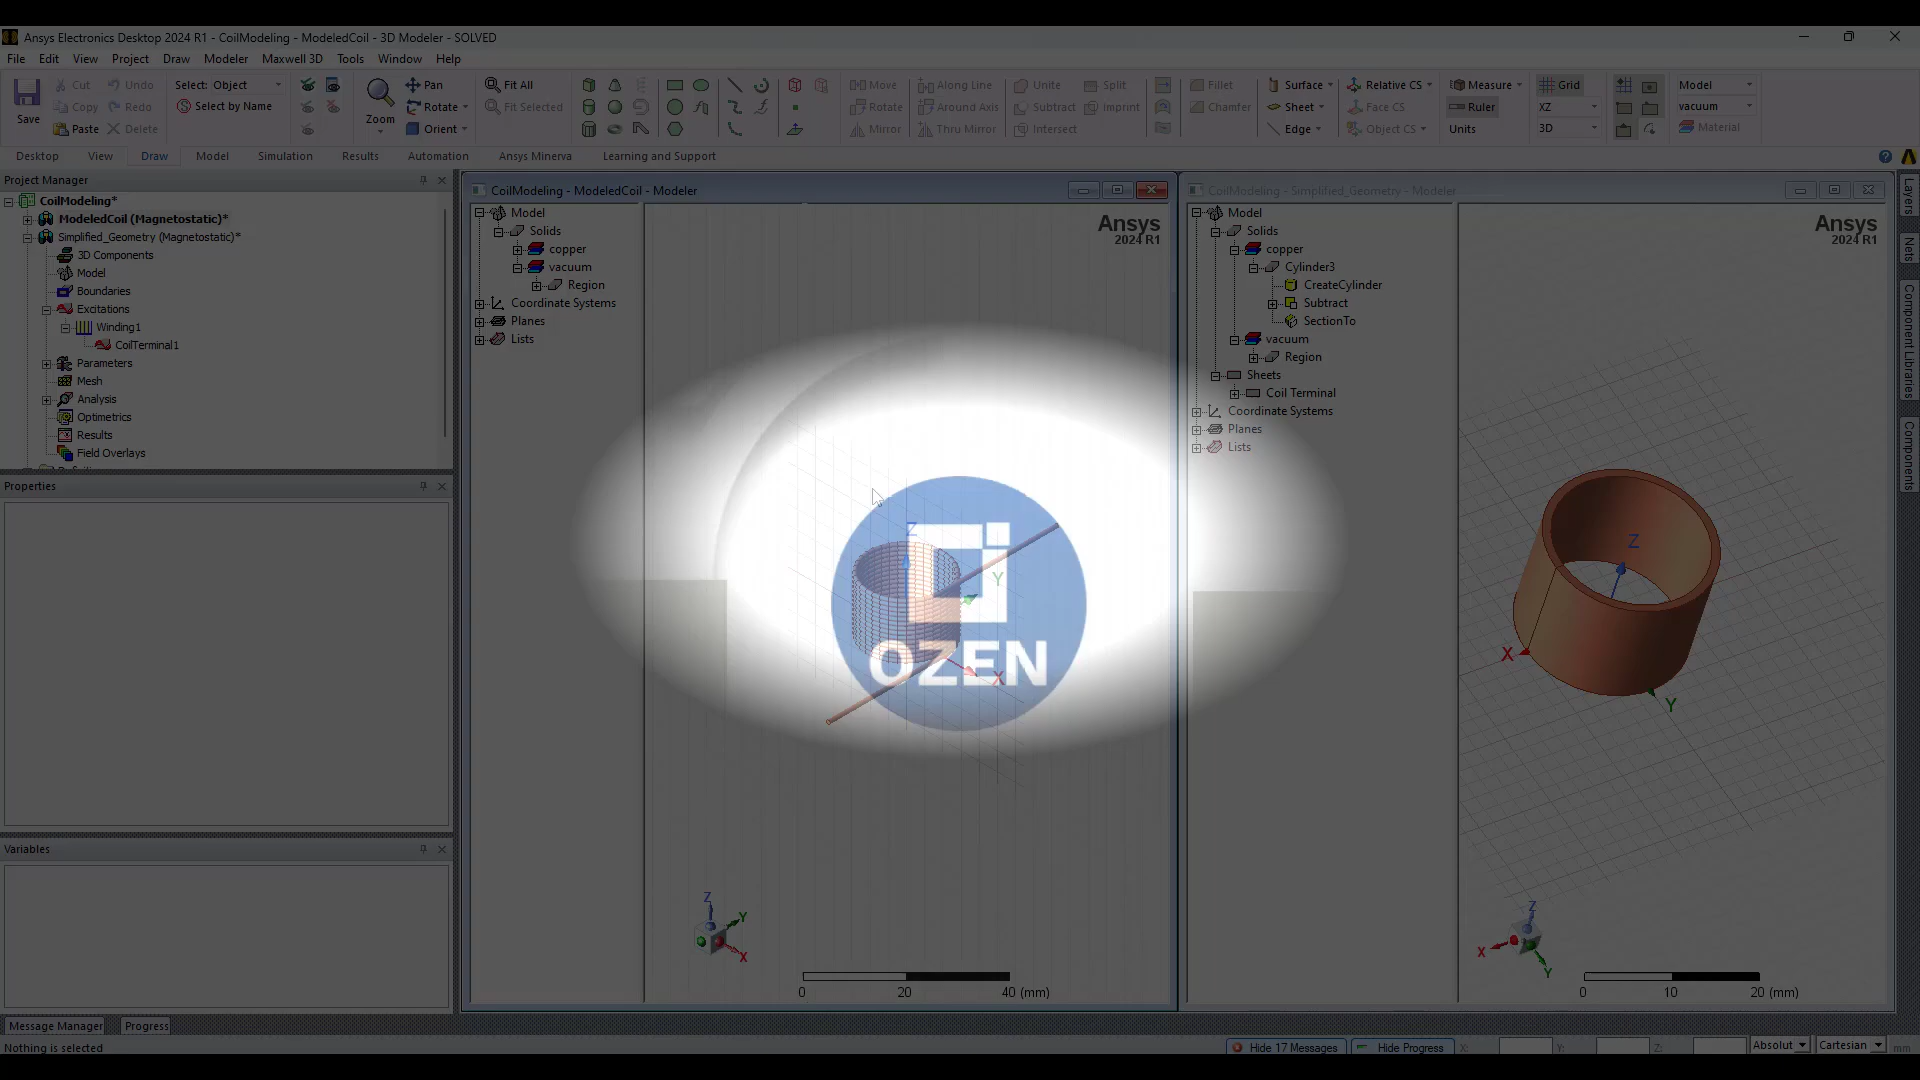 Ansys Electronics Desktop 2024 R1 - CoilModeling - ModeledCoil - 3D Modeler - SOLVED
File Edit View Project Draw Modeler Maxwell 3D Tools Window Help
Cut Undo Select: Object Pan Fit All Move Along Line Unite Split Fillet Surface Relative CS Measure Grid Model
Copy Redo Select by Name Rotate Fit Selected Rotate Around Axis Subtract Imprint Chamfer Sheet Face CS Ruler XZ vacuum
Save Paste Delete Zoom Orient Mirror Thru Mirror Intersect Edge Object CS Units 3D Material
Desktop View Draw Model Simulation Results Automation Ansys Minerva Learning and Support
Project Manager
CoilModeling*
ModeledCoil (Magnetostatic)*
Simplified_Geometry (Magnetostatic)*
3D Components
Model
Boundaries
Excitations
Winding1
CoilTerminal1
Parameters
Mesh
Analysis
Optimetrics
Results
Field Overlays
Properties
Variables
CoilModeling - ModeledCoil - Modeler
Model
Solids
copper
vacuum
Region
Coordinate Systems
Planes
Lists
Ansys
2024 R1
Z
Y
X
OZEN
Z
Y
X
0 20 40 (mm)
CoilModeling - Simplified_Geometry - Modeler
Model
Solids
copper
Cylinder3
CreateCylinder
Subtract
SectionTo
vacuum
Region
Sheets
Coil Terminal
Coordinate Systems
Planes
Lists
Ansys
2024 R1
Z
X
Y
Z
X
Y
0 10 20 (mm)
Layers
Nets
Component Libraries
Components
Message Manager Progress
Nothing is selected Hide 17 Messages Hide Progress X: Y: Z: Absolut Cartesian mm